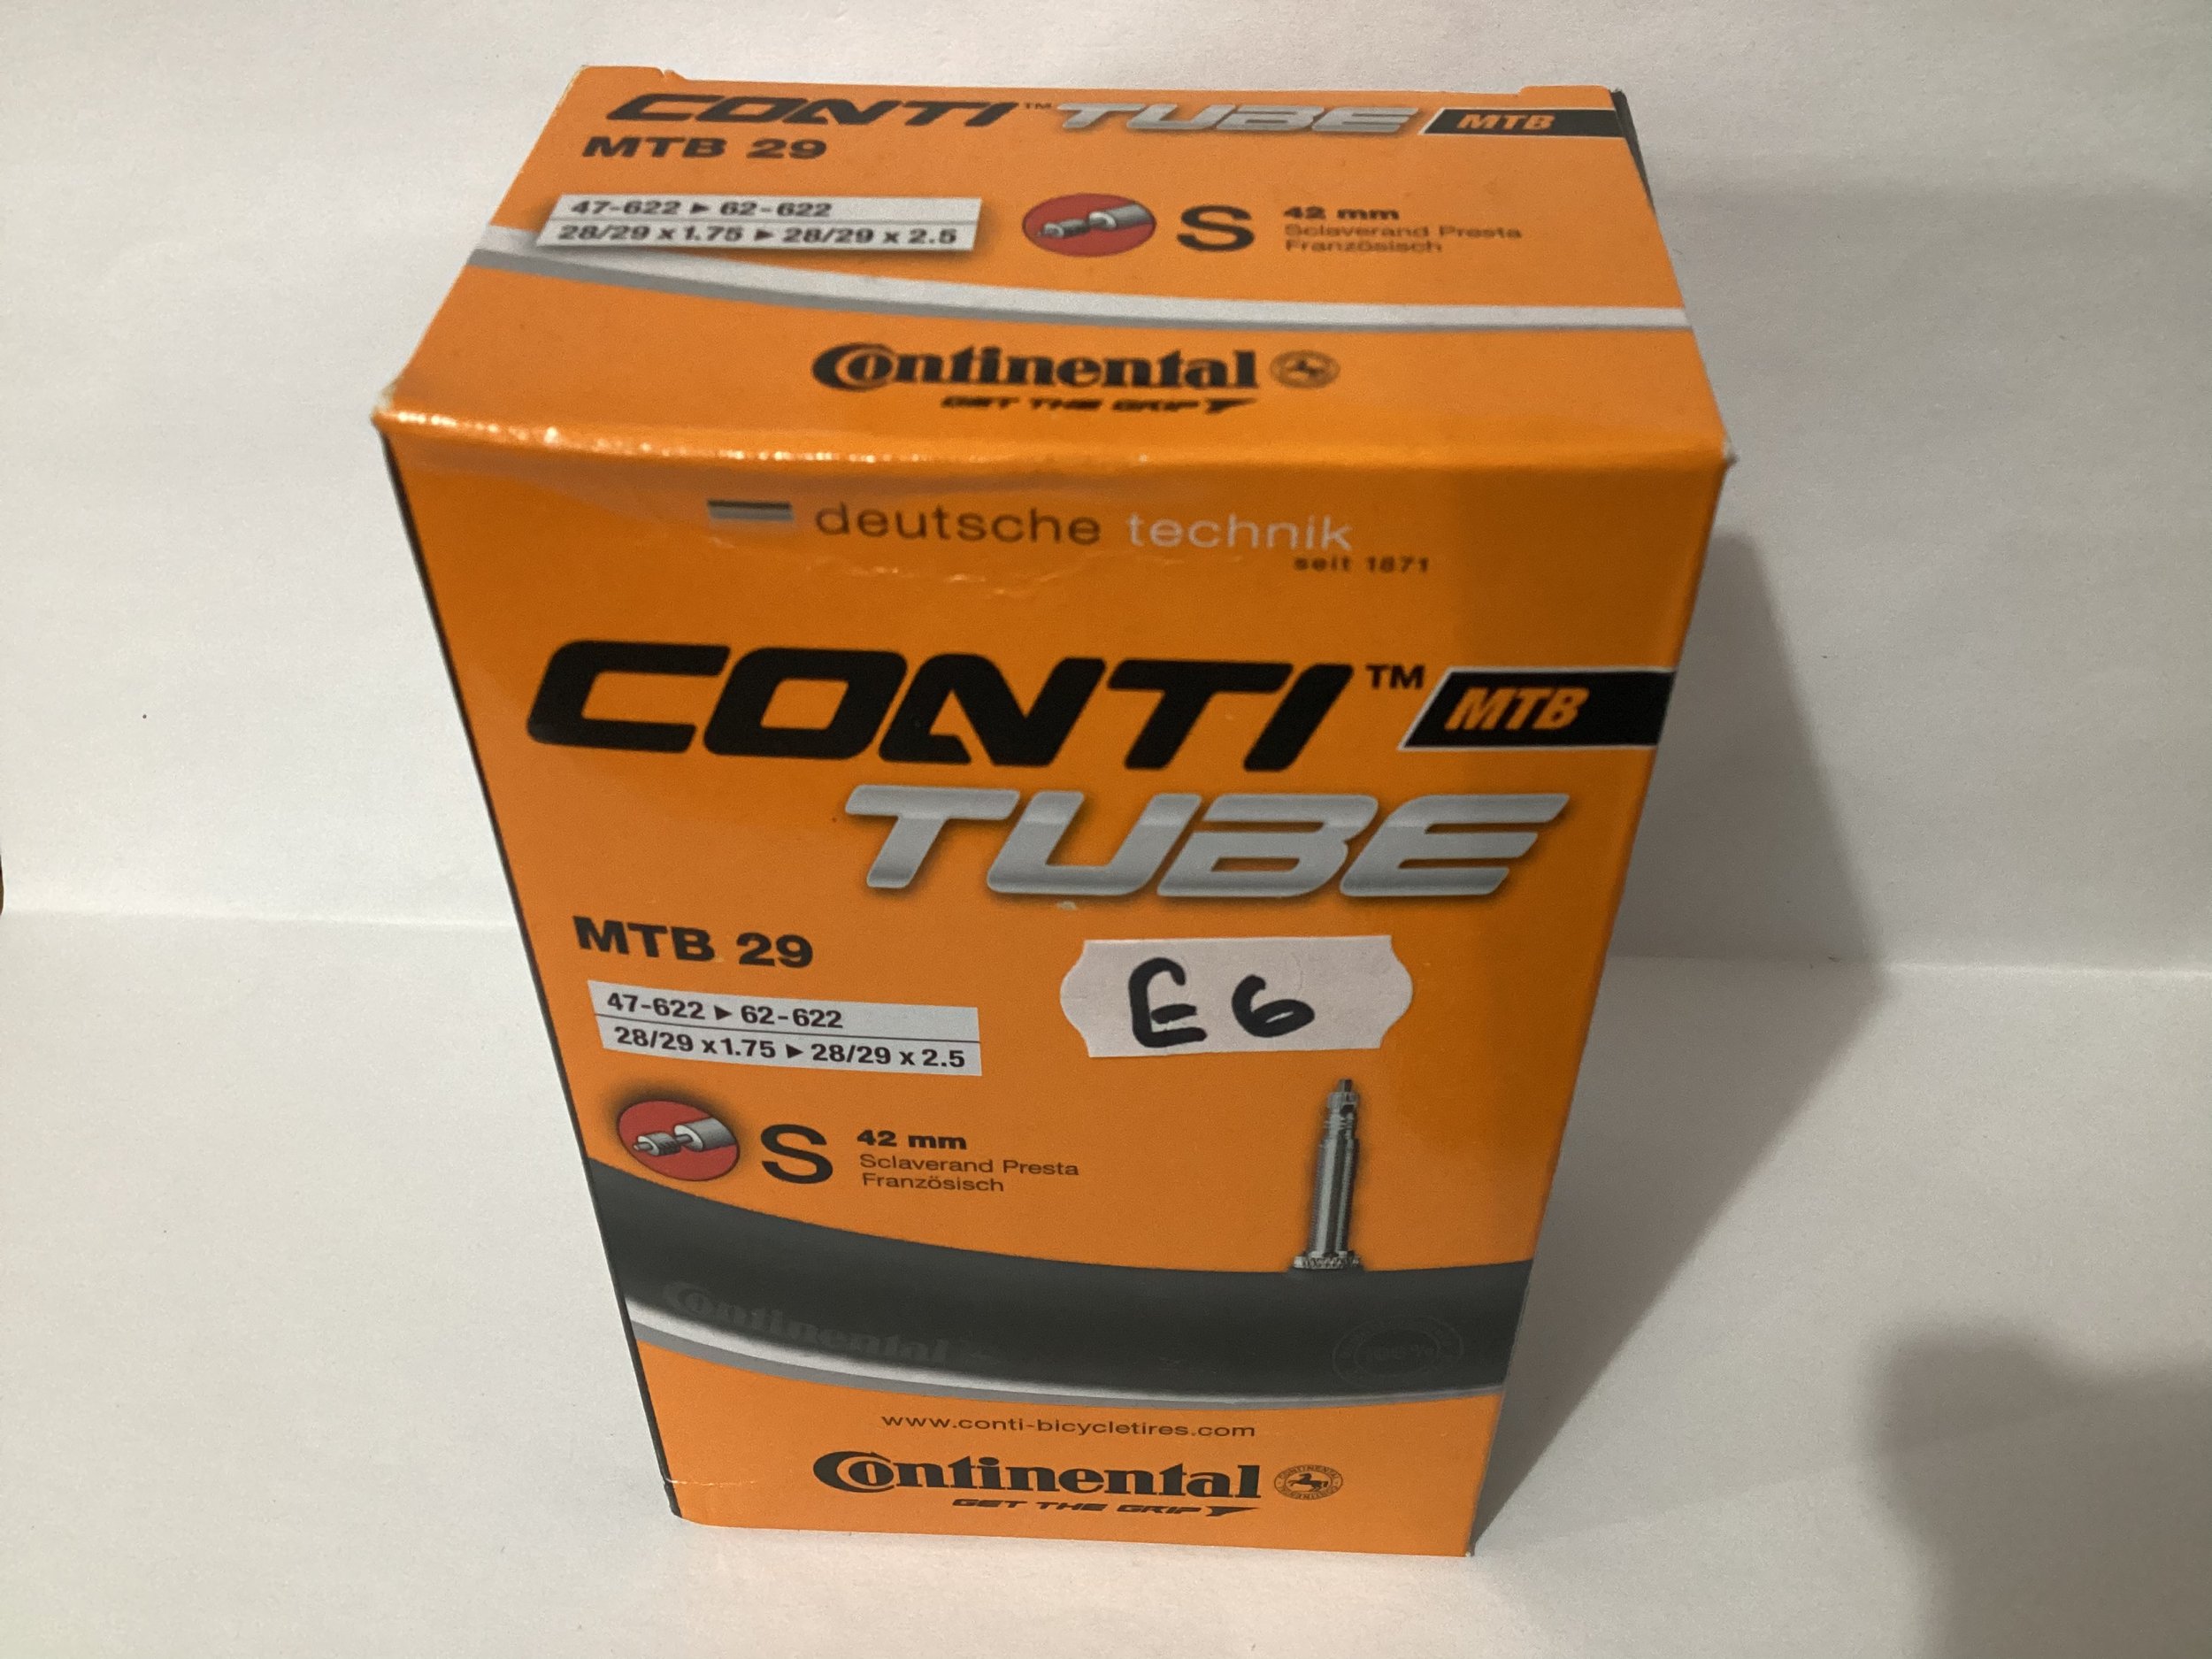 CONTI™ TUBE MTB
MTB 29
47-622 ▸ 62-622
28/29 x 1.75 ▸ 28/29 x 2.5
S
42 mm
Sclaverand Presta
Französisch
Continental
GET THE GRIP
deutsche technik
seit 1871
CONTI™ MTB
TUBE
MTB 29
47-622 ▸ 62-622
28/29 x 1.75 ▸ 28/29 x 2.5
E6
S
42 mm
Sclaverand Presta
Französisch
Continental
www.conti-bicycletires.com
Continental
GET THE GRIP